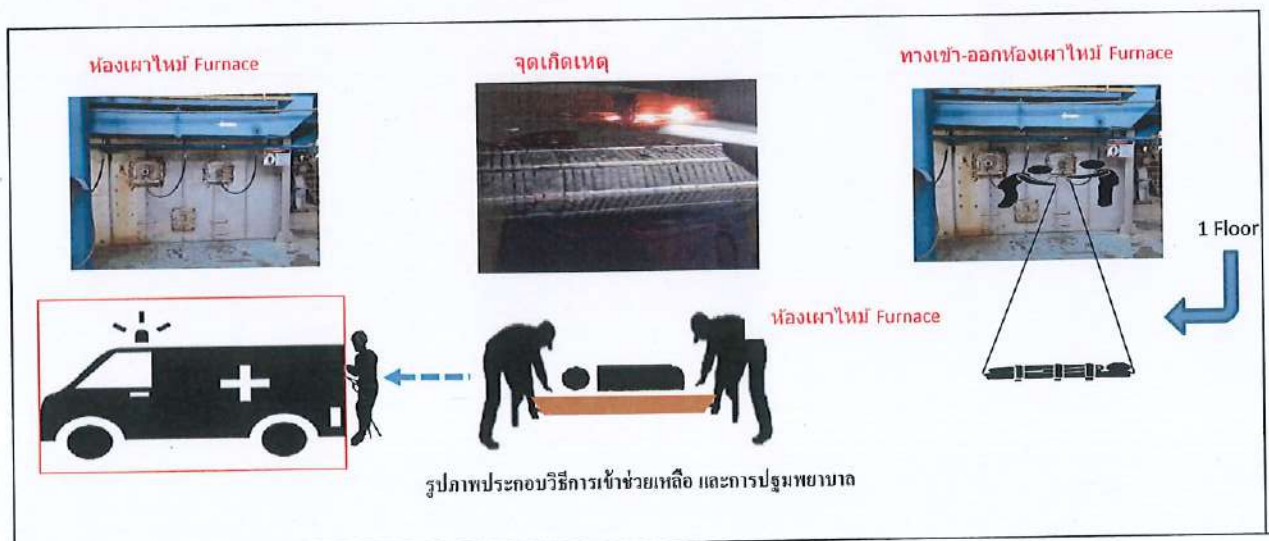 ห้องเผาไหม้ Furnace
จุดเกิดเหตุ
ทางเข้า-ออกห้องเผาไหม้ Furnace
1 Floor
ห้องเผาไหม้ Furnace
รูปภาพประกอบวิธีการเข้าช่วยเหลือ และการปฐมพยาบาล